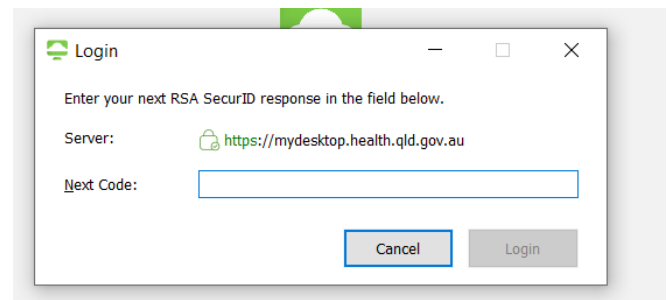 Login
Enter your next RSA SecurID response in the field below.
Server: https://mydesktop.health.qld.gov.au
Next Code:
Cancel Login